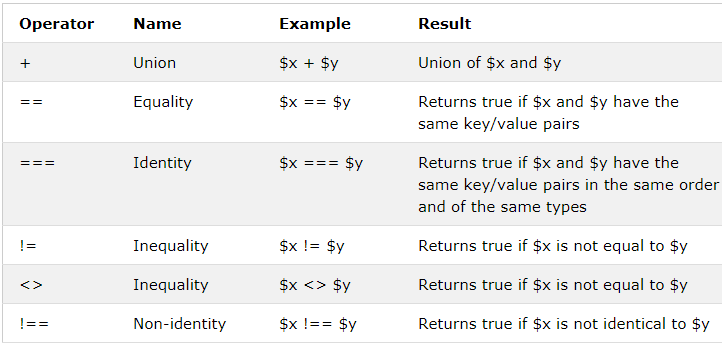 Operator Name Example Result
+ Union $x + $y Union of $x and $y
== Equality $x == $y Returns true if $x and $y have the
same key/value pairs
=== Identity $x === $y Returns true if $x and $y have the
same key/value pairs in the same order
and of the same types
!= Inequality $x != $y Returns true if $x is not equal to $y
<> Inequality $x <> $y Returns true if $x is not equal to $y
!== Non-identity $x !== $y Returns true if $x is not identical to $y